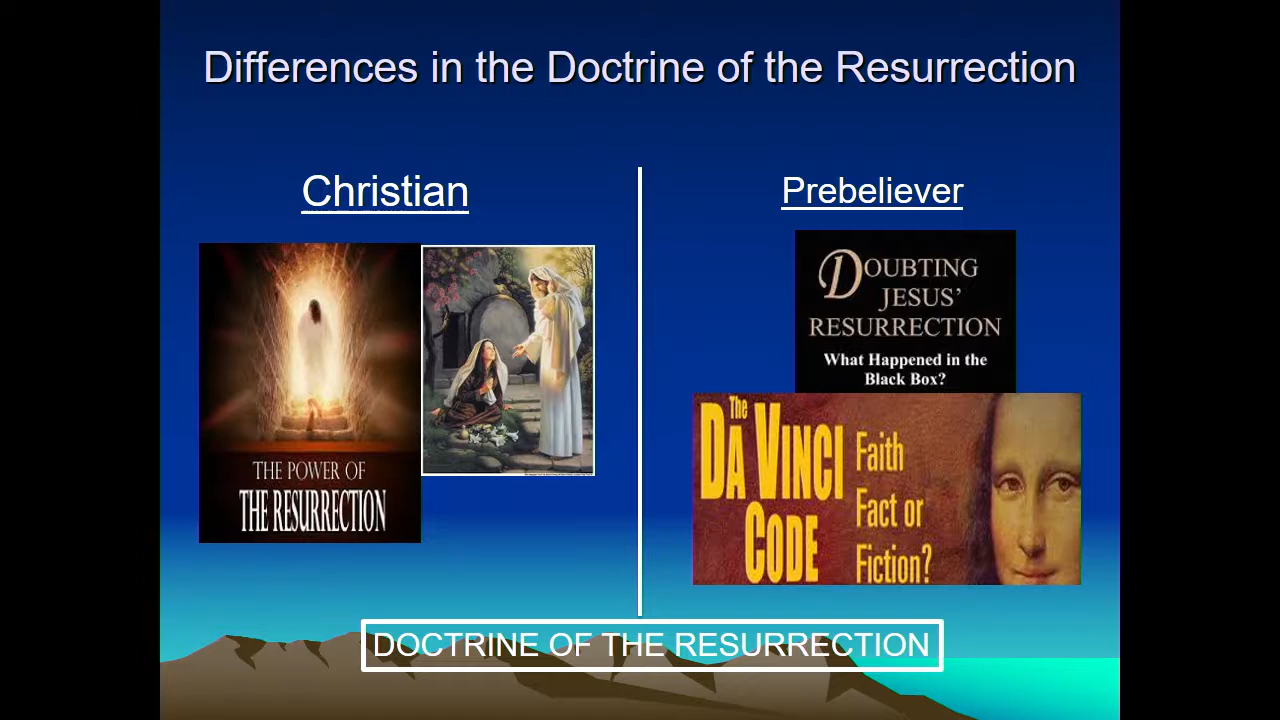 Differences in the Doctrine of the Resurrection
Christian
THE POWER OF
THE RESURRECTION
Prebeliever
DOUBTING
JESUS'
RESURRECTION
What Happened in the
Black Box?
The
DA VINCI
CODE
Faith
Fact or
Fiction?
DOCTRINE OF THE RESURRECTION